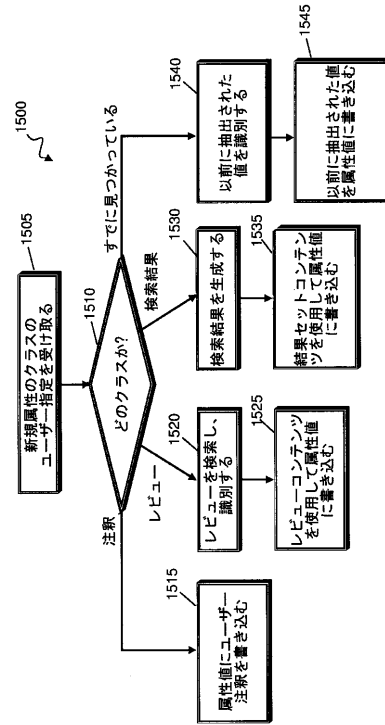 1500
1505
新規属性のクラスの
ユーザー指定を受け取る
1510
どのクラスか?
注釈
レビュー
検索結果
すでに見つかっている
1515
属性値にユーザー
注釈を書き込む
1520
レビューを検索し、
識別する
1525
レビューコンテンツ
を使用して属性値
に書き込む
1530
検索結果を生成する
1535
結果セットコンテン
ツを使用して属性値
に書き込む
1540
以前に抽出された
値を識別する
1545
以前に抽出された値
を属性値に書き込む